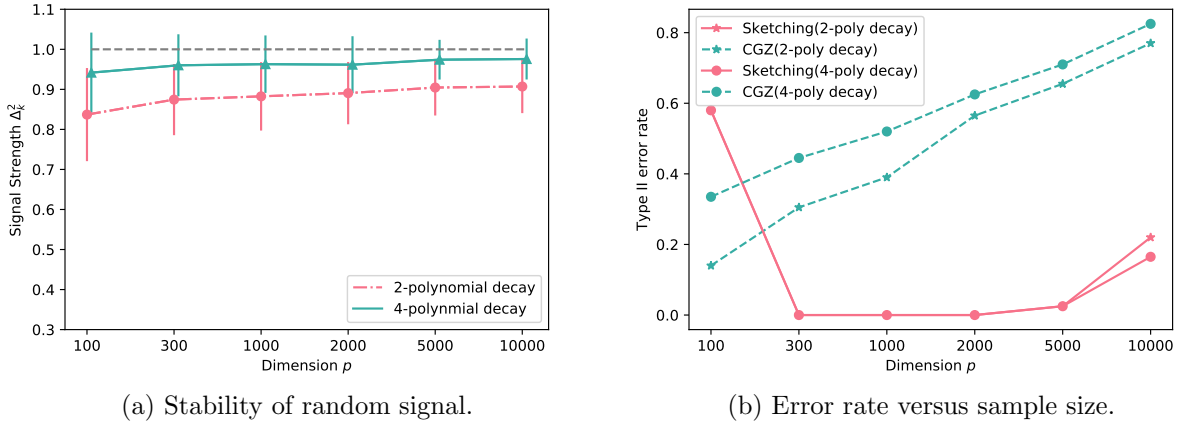 1.1
1.0
0.9
0.8
0.7
0.6
0.5
0.4
0.3
Signal Strength Δ²ₖ
2-polynomial decay
4-polynmial decay
100 300 1000 2000 5000 10000
Dimension p
(a) Stability of random signal.
0.8
0.6
0.4
0.2
0.0
Type II error rate
Sketching(2-poly decay)
CGZ(2-poly decay)
Sketching(4-poly decay)
CGZ(4-poly decay)
100 300 1000 2000 5000 10000
Dimension p
(b) Error rate versus sample size.